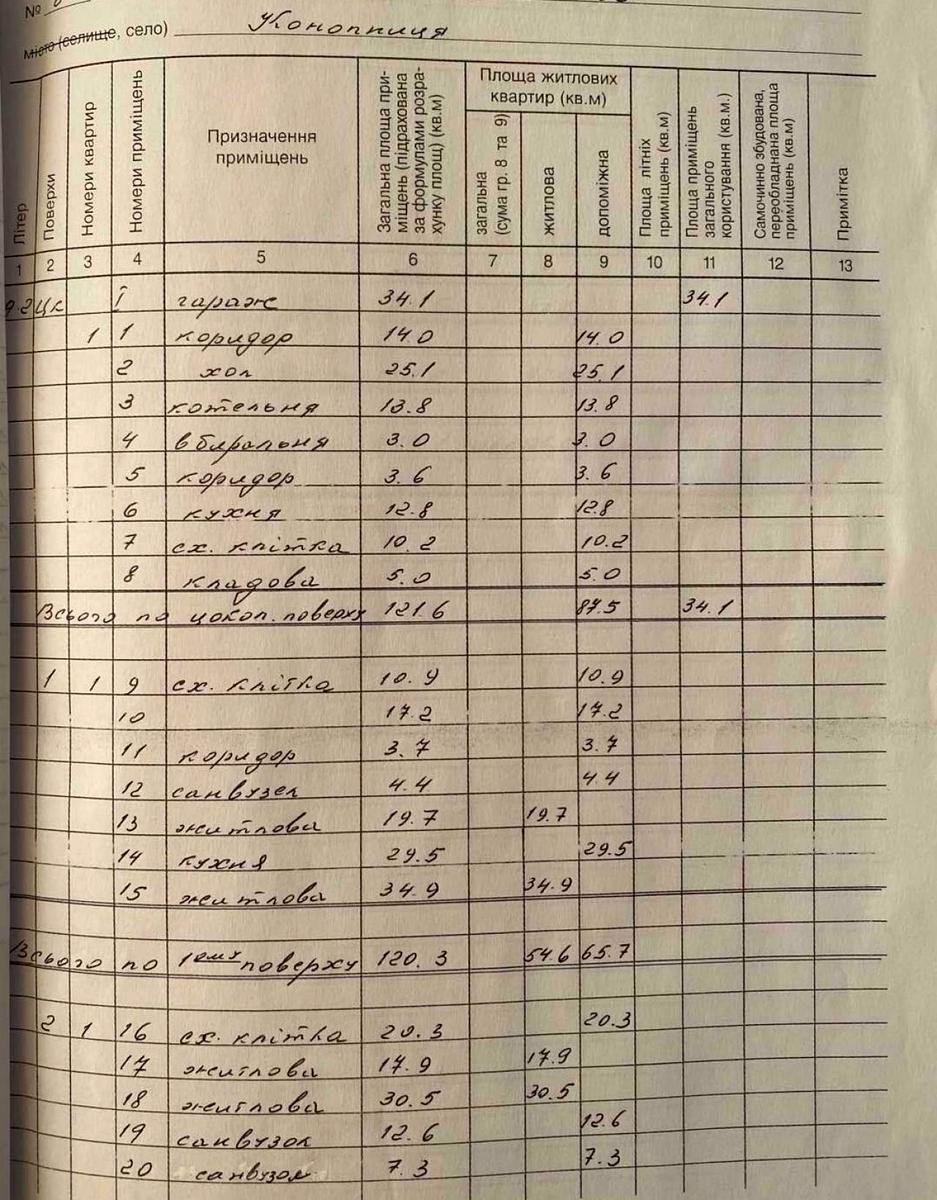 №
місто (селище, село) Конопниця
Літер
Поверхи
Номери квартир
Номери приміщень
Призначення приміщень
Загальна площа приміщень (підрахована за формулами розрахунку площ) (кв.м)
Площа житлових квартир (кв.м)
загальна (сума гр. 8 та 9)
житлова
допоміжна
Площа літніх приміщень (кв.м)
Площа приміщень загального користування (кв.м.)
Самочинно збудована, переобладнана площа приміщень (кв.м)
Примітка
1 2 3 4 5 6 7 8 9 10 11 12 13
цк I гараж 34.1 34.1
1 1 коридор 14.0 14.0
2 хол 25.1 25.1
3 котельня 13.8 13.8
4 вбиральня 3.0 3.0
5 коридор 3.6 3.6
6 кухня 12.8 12.8
7 сх. клітка 10.2 10.2
8 кладова 5.0 5.0
Всього по цокол. поверху 121.6 87.5 34.1
1 1 9 сх. клітка 10.9 10.9
10 17.2 17.2
11 коридор 3.7 3.7
12 санвузел 4.4 4.4
13 житлова 19.7 19.7
14 кухня 29.5 29.5
15 житлова 34.9 34.9
Всього по 1ому поверху 120.3 54.6 65.7
2 1 16 сх. клітка 20.3 20.3
17 житлова 17.9 17.9
18 житлова 30.5 30.5
19 санвузол 12.6 12.6
20 санвузол 7.3 7.3